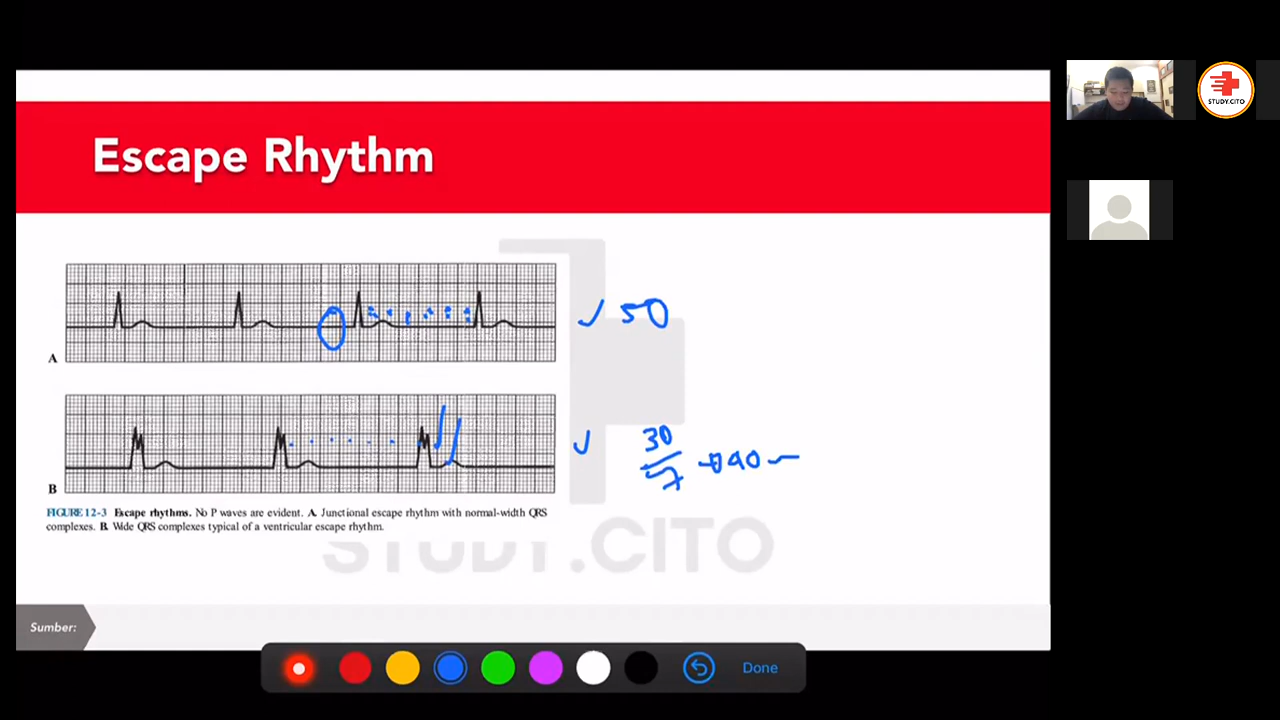 Escape Rhythm
A
50
B
30
7
40
FIGURE 12-3 Escape rhythms. No P waves are evident. A. Junctional escape rhythm with normal-width QRS
complexes. B. Wide QRS complexes typical of a ventricular escape rhythm.
STUDY.CITO
Sumber:
Done
STUDY.CITO